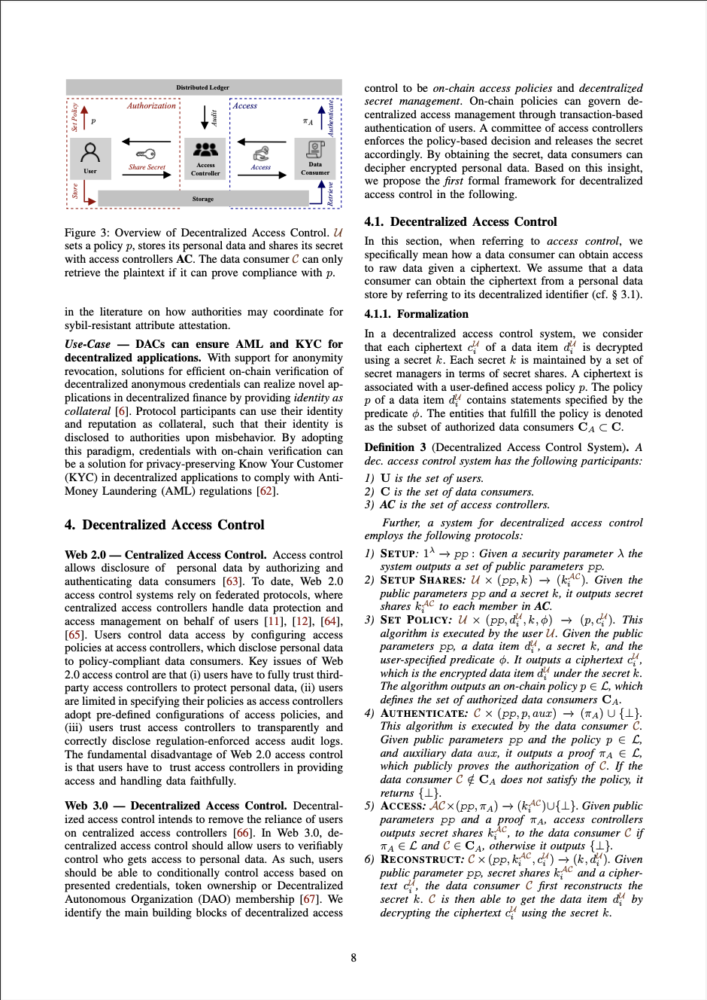 Distributed Ledger
Set Policy
p
Authorization
Audit
Access
π_A
Authenticate
User
Share Secret
Access
Controller
Access
Data
Consumer
Store
Storage
Retrieve
Figure 3: Overview of Decentralized Access Control. 𝒰
sets a policy p, stores its personal data and shares its secret
with access controllers AC. The data consumer 𝒞 can only
retrieve the plaintext if it can prove compliance with p.
in the literature on how authorities may coordinate for
sybil-resistant attribute attestation.
Use-Case — DACs can ensure AML and KYC for
decentralized applications. With support for anonymity
revocation, solutions for efficient on-chain verification of
decentralized anonymous credentials can realize novel ap-
plications in decentralized finance by providing identity as
collateral [6]. Protocol participants can use their identity
and reputation as collateral, such that their identity is
disclosed to authorities upon misbehavior. By adopting
this paradigm, credentials with on-chain verification can
be a solution for privacy-preserving Know Your Customer
(KYC) in decentralized applications to comply with Anti-
Money Laundering (AML) regulations [62].
4. Decentralized Access Control
Web 2.0 — Centralized Access Control. Access control
allows disclosure of personal data by authorizing and
authenticating data consumers [63]. To date, Web 2.0
access control systems rely on federated protocols, where
centralized access controllers handle data protection and
access management on behalf of users [11], [12], [64],
[65]. Users control data access by configuring access
policies at access controllers, which disclose personal data
to policy-compliant data consumers. Key issues of Web
2.0 access control are that (i) users have to fully trust third-
party access controllers to protect personal data, (ii) users
are limited in specifying their policies as access controllers
adopt pre-defined configurations of access policies, and
(iii) users trust access controllers to transparently and
correctly disclose regulation-enforced access audit logs.
The fundamental disadvantage of Web 2.0 access control
is that users have to trust access controllers in providing
access and handling data faithfully.
Web 3.0 — Decentralized Access Control. Decentral-
ized access control intends to remove the reliance of users
on centralized access controllers [66]. In Web 3.0, de-
centralized access control should allow users to verifiably
control who gets access to personal data. As such, users
should be able to conditionally control access based on
presented credentials, token ownership or Decentralized
Autonomous Organization (DAO) membership [67]. We
identify the main building blocks of decentralized access
control to be on-chain access policies and decentralized
secret management. On-chain policies can govern de-
centralized access management through transaction-based
authentication of users. A committee of access controllers
enforces the policy-based decision and releases the secret
accordingly. By obtaining the secret, data consumers can
decipher encrypted personal data. Based on this insight,
we propose the first formal framework for decentralized
access control in the following.
4.1. Decentralized Access Control
In this section, when referring to access control, we
specifically mean how a data consumer can obtain access
to raw data given a ciphertext. We assume that a data
consumer can obtain the ciphertext from a personal data
store by referring to its decentralized identifier (cf. § 3.1).
4.1.1. Formalization
In a decentralized access control system, we consider
that each ciphertext c_i^𝒰 of a data item d_i^𝒰 is decrypted
using a secret k. Each secret k is maintained by a set of
secret managers in terms of secret shares. A ciphertext is
associated with a user-defined access policy p. The policy
p of a data item d_i^𝒰 contains statements specified by the
predicate ϕ. The entities that fulfill the policy is denoted
as the subset of authorized data consumers C_A ⊂ C.
Definition 3 (Decentralized Access Control System). A
dec. access control system has the following participants:
1) U is the set of users.
2) C is the set of data consumers.
3) AC is the set of access controllers.
Further, a system for decentralized access control
employs the following protocols:
1) SETUP: 1^λ → pp : Given a security parameter λ the
system outputs a set of public parameters pp.
2) SETUP SHARES: 𝒰 × (pp, k) → (k_i^𝒜𝒞). Given the
public parameters pp and a secret k, it outputs secret
shares k_i^𝒜𝒞 to each member in AC.
3) SET POLICY: 𝒰 × (pp, d_i^𝒰, k, ϕ) → (p, c_i^𝒰). This
algorithm is executed by the user 𝒰. Given the public
parameters pp, a data item d_i^𝒰, a secret k, and the
user-specified predicate ϕ. It outputs a ciphertext c_i^𝒰,
which is the encrypted data item d_i^𝒰 under the secret k.
The algorithm outputs an on-chain policy p ∈ ℒ, which
defines the set of authorized data consumers C_A.
4) AUTHENTICATE: 𝒞 × (pp, p, aux) → (π_A) ∪ {⊥}.
This algorithm is executed by the data consumer 𝒞.
Given public parameters pp and the policy p ∈ ℒ,
and auxiliary data aux, it outputs a proof π_A ∈ ℒ,
which publicly proves the authorization of 𝒞. If the
data consumer 𝒞 ∉ C_A does not satisfy the policy, it
returns {⊥}.
5) ACCESS: 𝒜𝒞 × (pp, π_A) → (k_i^𝒜𝒞) ∪ {⊥}. Given public
parameters pp and a proof π_A, access controllers
outputs secret shares k_i^𝒜𝒞, to the data consumer 𝒞 if
π_A ∈ ℒ and 𝒞 ∈ C_A, otherwise it outputs {⊥}.
6) RECONSTRUCT: 𝒞 × (pp, k_i^𝒜𝒞, c_i^𝒰) → (k, d_i^𝒰). Given
public parameter pp, secret shares k_i^𝒜𝒞 and a cipher-
text c_i^𝒰, the data consumer 𝒞 first reconstructs the
secret k. 𝒞 is then able to get the data item d_i^𝒰 by
decrypting the ciphertext c_i^𝒰 using the secret k.
8